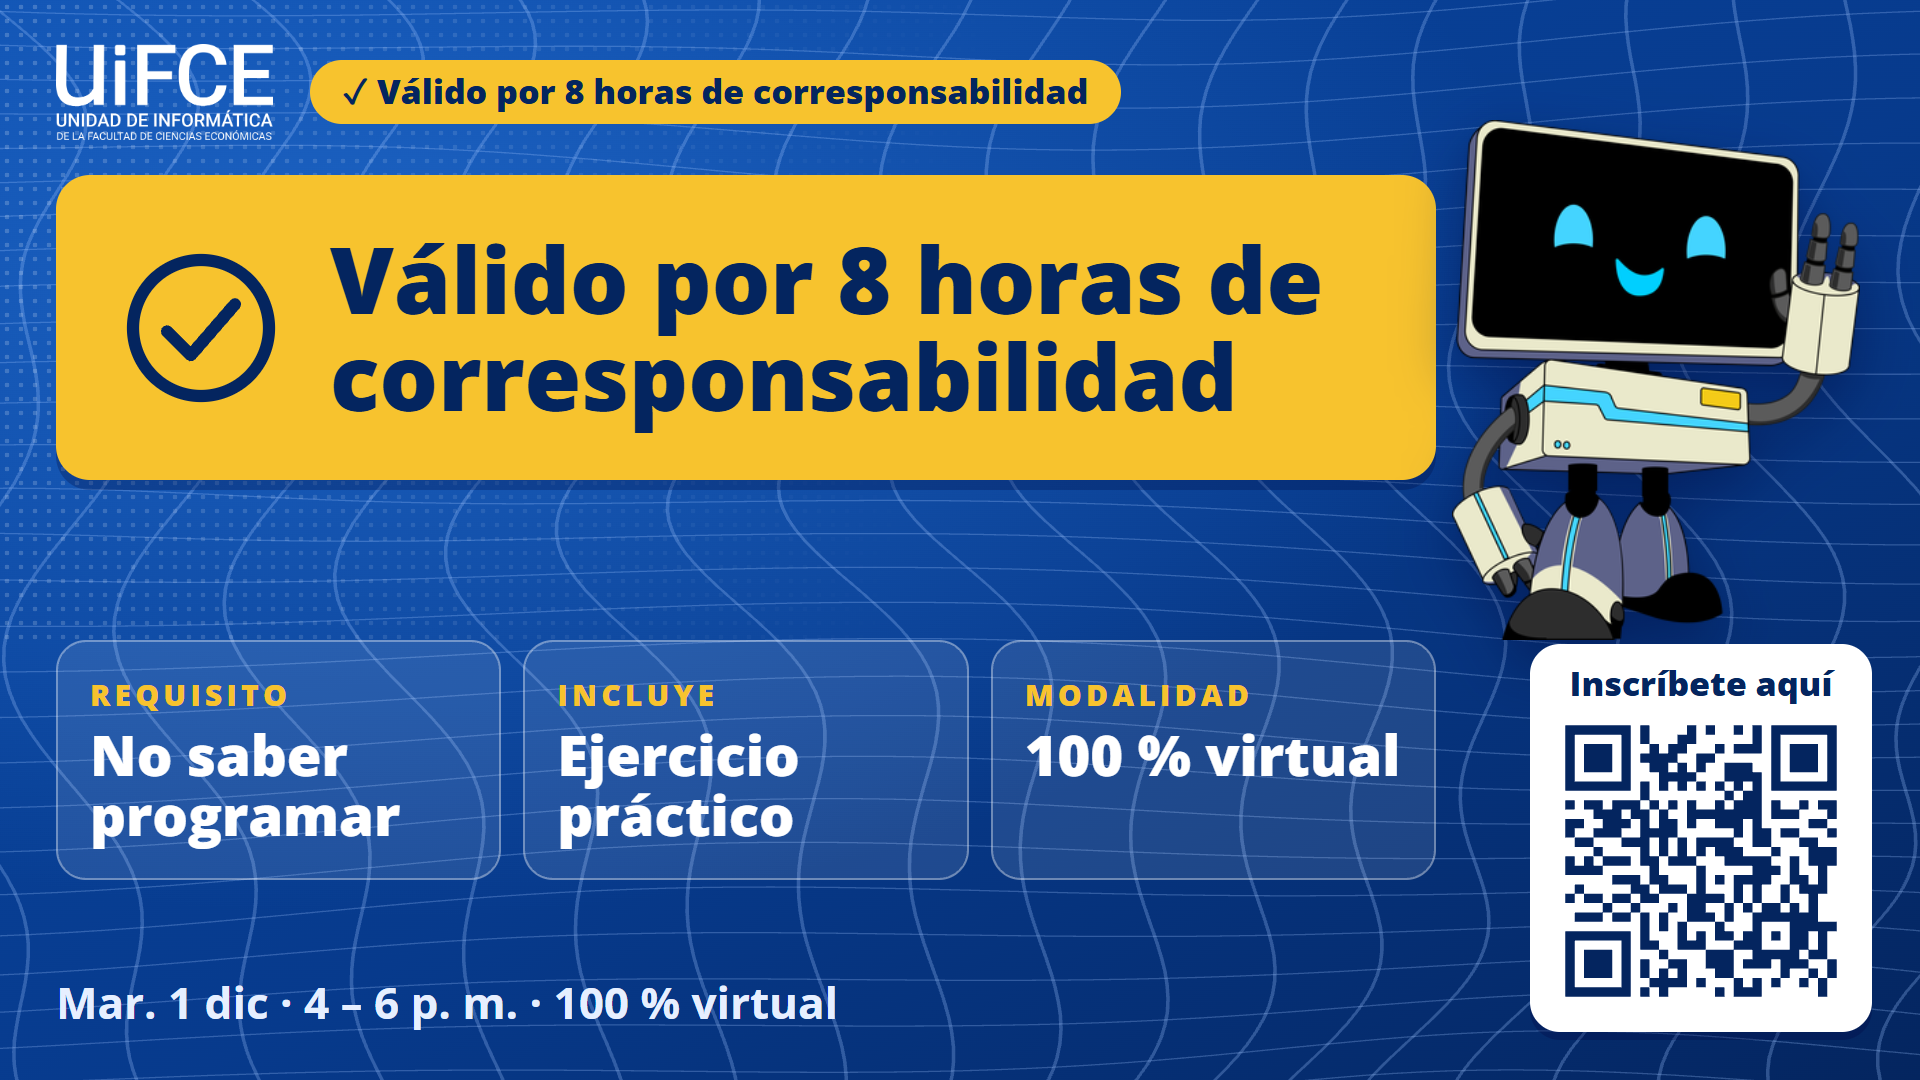 UiFCE
UNIDAD DE INFORMÁTICA
DE LA FACULTAD DE CIENCIAS ECONÓMICAS
✓ Válido por 8 horas de corresponsabilidad
Válido por 8 horas de
corresponsabilidad
REQUISITO
No saber
programar
INCLUYE
Ejercicio
práctico
MODALIDAD
100 % virtual
Inscríbete aquí
Mar. 1 dic · 4 – 6 p. m. · 100 % virtual